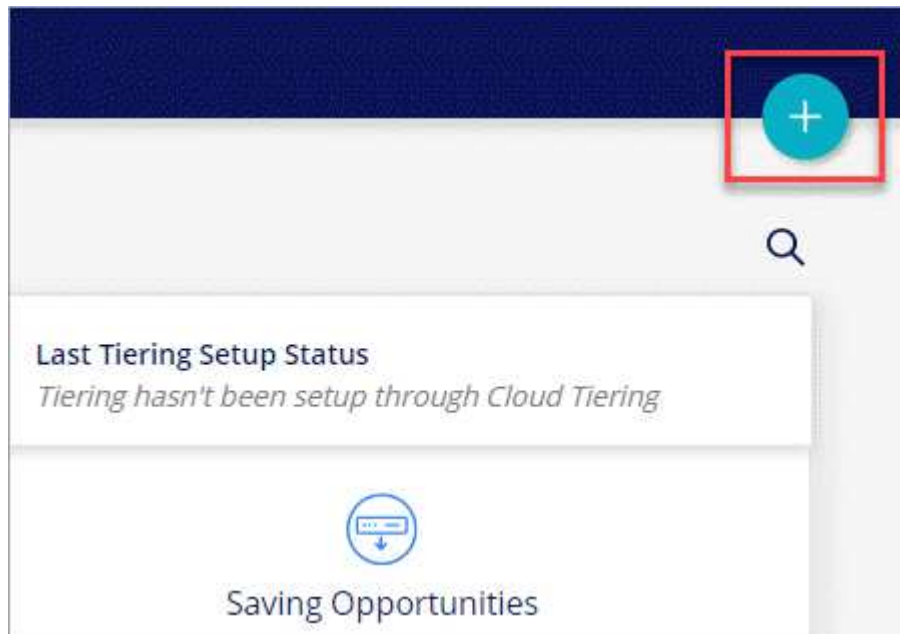 Last Tiering Setup Status
Tiering hasn't been setup through Cloud Tiering
Saving Opportunities